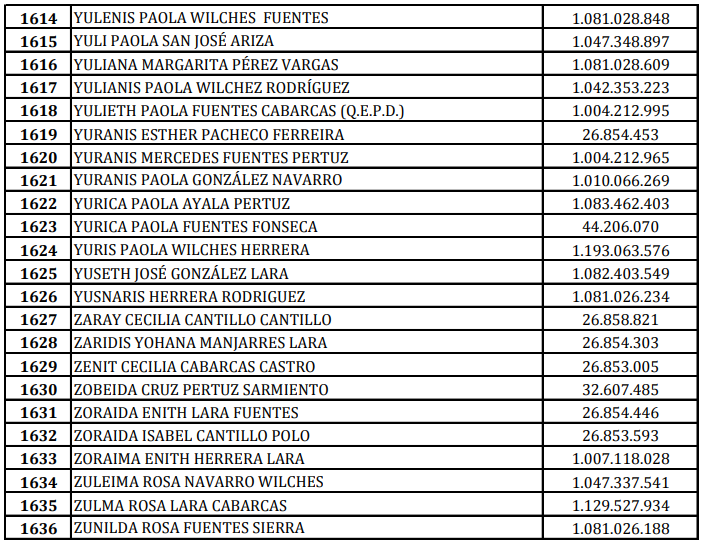 1614 YULENIS PAOLA WILCHES FUENTES 1.081.028.848
1615 YULI PAOLA SAN JOSÉ ARIZA 1.047.348.897
1616 YULIANA MARGARITA PÉREZ VARGAS 1.081.028.609
1617 YULIANIS PAOLA WILCHEZ RODRÍGUEZ 1.042.353.223
1618 YULIETH PAOLA FUENTES CABARCAS (Q.E.P.D.) 1.004.212.995
1619 YURANIS ESTHER PACHECO FERREIRA 26.854.453
1620 YURANIS MERCEDES FUENTES PERTUZ 1.004.212.965
1621 YURANIS PAOLA GONZÁLEZ NAVARRO 1.010.066.269
1622 YURICA PAOLA AYALA PERTUZ 1.083.462.403
1623 YURICA PAOLA FUENTES FONSECA 44.206.070
1624 YURIS PAOLA WILCHES HERRERA 1.193.063.576
1625 YUSETH JOSÉ GONZÁLEZ LARA 1.082.403.549
1626 YUSNARIS HERRERA RODRIGUEZ 1.081.026.234
1627 ZARAY CECILIA CANTILLO CANTILLO 26.858.821
1628 ZARIDIS YOHANA MANJARRES LARA 26.854.303
1629 ZENIT CECILIA CABARCAS CASTRO 26.853.005
1630 ZOBEIDA CRUZ PERTUZ SARMIENTO 32.607.485
1631 ZORAIDA ENITH LARA FUENTES 26.854.446
1632 ZORAIDA ISABEL CANTILLO POLO 26.853.593
1633 ZORAIMA ENITH HERRERA LARA 1.007.118.028
1634 ZULEIMA ROSA NAVARRO WILCHES 1.047.337.541
1635 ZULMA ROSA LARA CABARCAS 1.129.527.934
1636 ZUNILDA ROSA FUENTES SIERRA 1.081.026.188